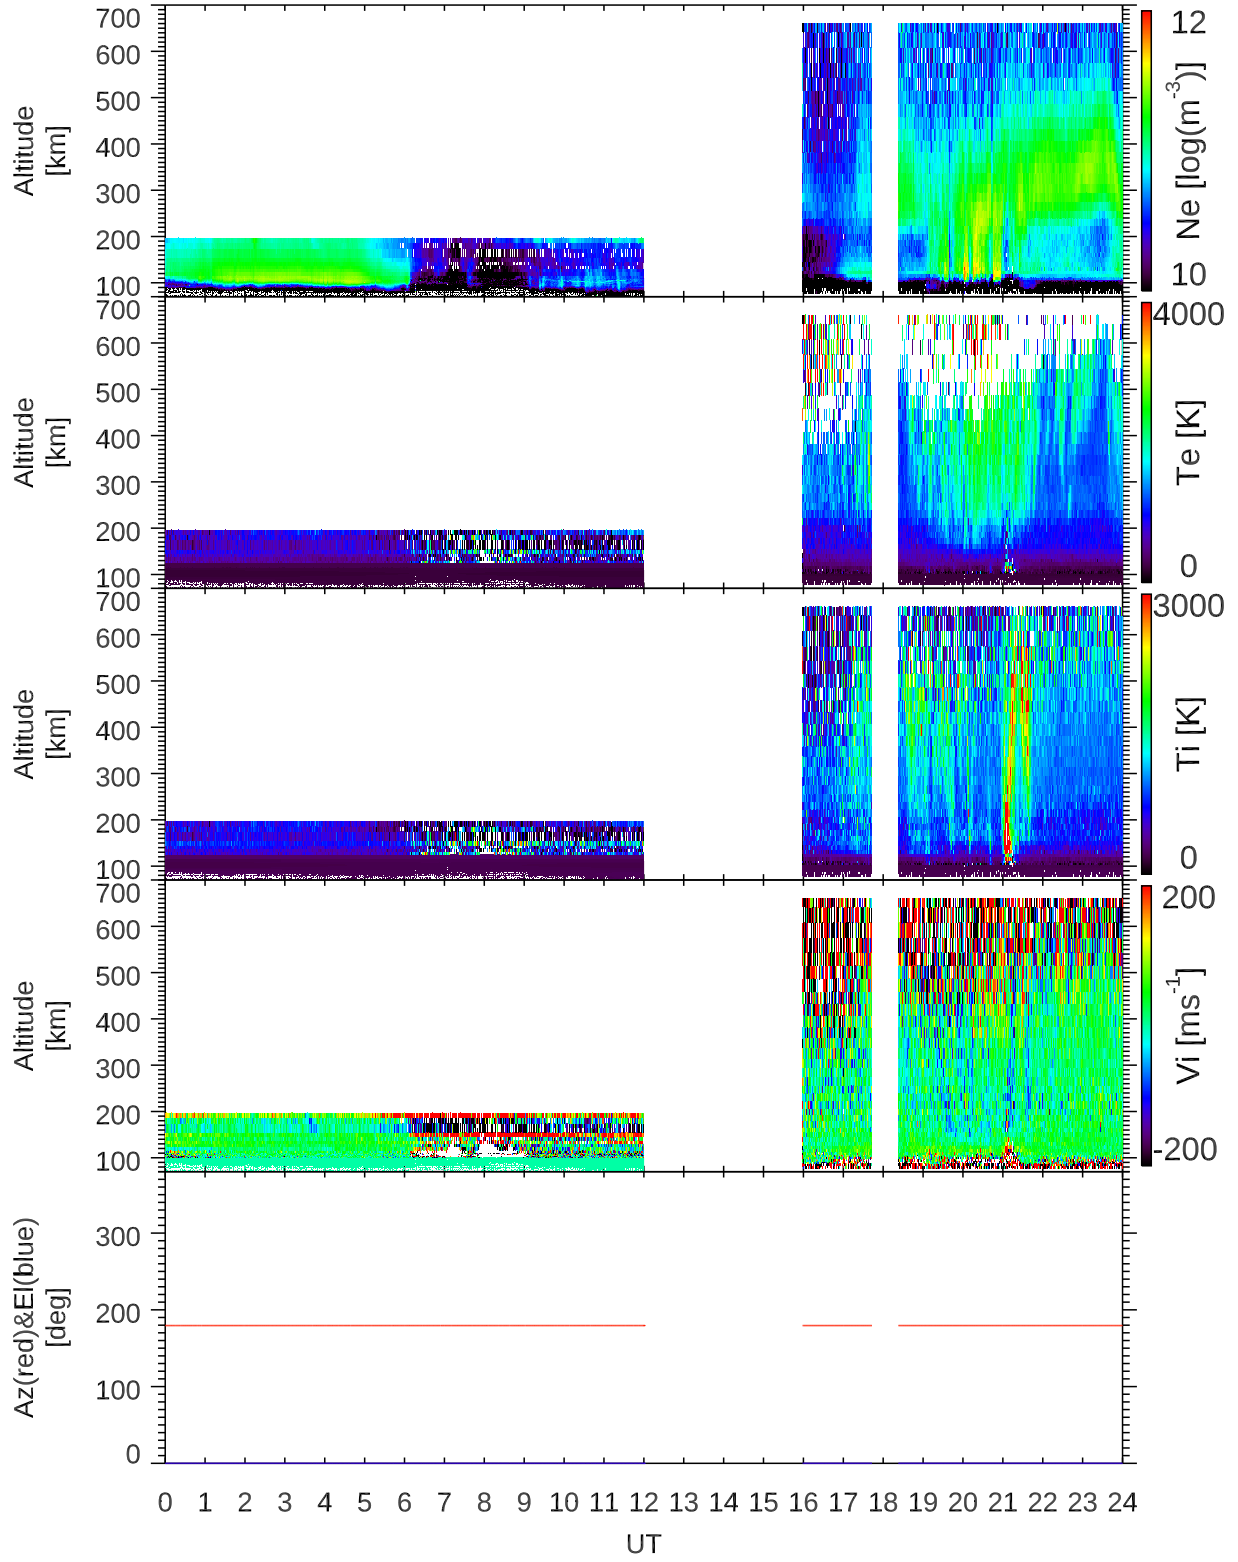 700
600
500
400
300
200
100
Altitude
[km]
12
Ne [log(m⁻³)]
10
700
600
500
400
300
200
100
Altitude
[km]
4000
Te [K]
0
700
600
500
400
300
200
100
Altitude
[km]
3000
Ti [K]
0
700
600
500
400
300
200
100
Altitude
[km]
200
Vi [ms⁻¹]
-200
300
200
100
0
Az(red)&El(blue)
[deg]
0 1 2 3 4 5 6 7 8 9 10 11 12 13 14 15 16 17 18 19 20 21 22 23 24
UT